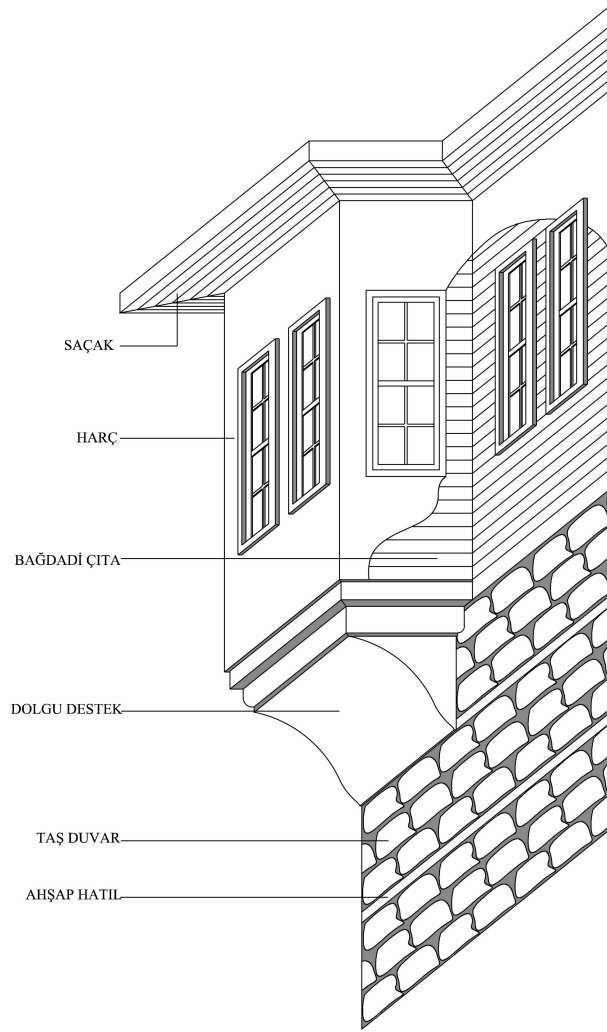 SAÇAK
HARÇ
BAĞDADİ ÇITA
DOLGU DESTEK
TAŞ DUVAR
AHŞAP HATIL